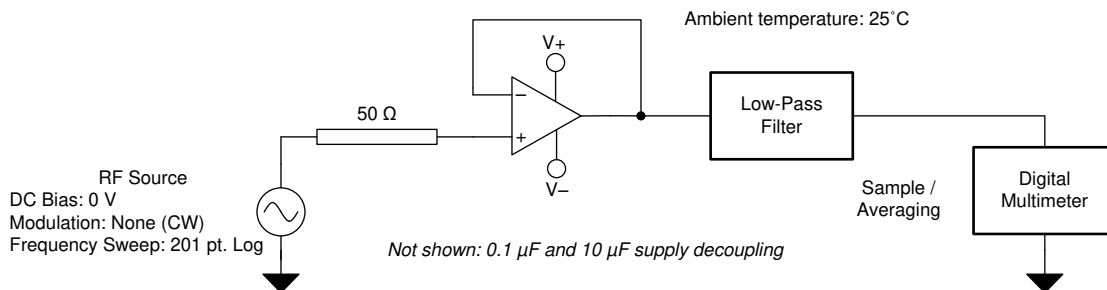 Ambient temperature: 25˚C
V+
–
50 Ω
+
Low-Pass
Filter
V–
RF Source
DC Bias: 0 V
Modulation: None (CW)
Frequency Sweep: 201 pt. Log
Sample /
Averaging
Digital
Multimeter
Not shown: 0.1 µF and 10 µF supply decoupling